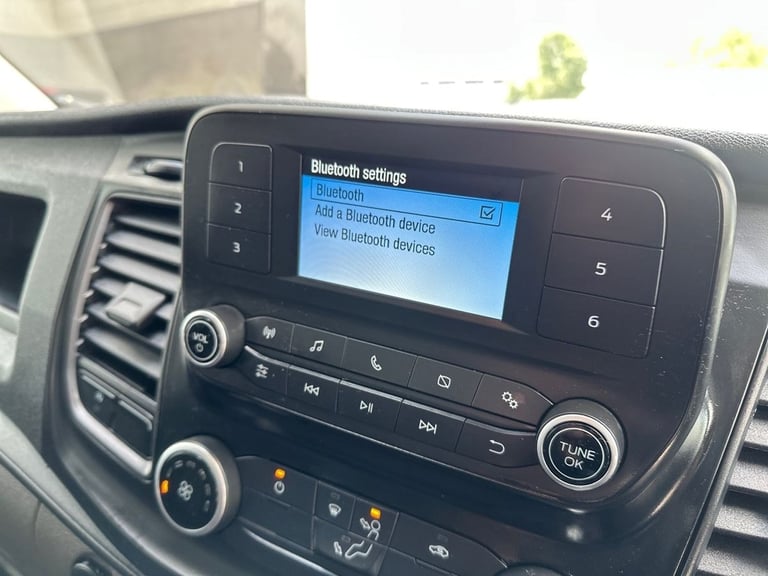 Bluetooth settings
Bluetooth
Add a Bluetooth device
View Bluetooth devices
1
2
3
4
5
6
VOL
TUNE
OK